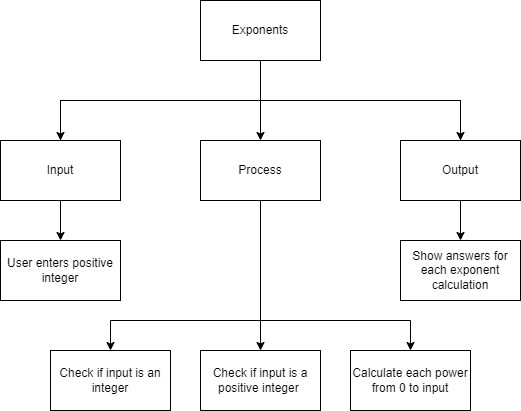 Exponents
Input
Process
Output
User enters positive
integer
Show answers for
each exponent
calculation
Check if input is an
integer
Check if input is a
positive integer
Calculate each power
from 0 to input